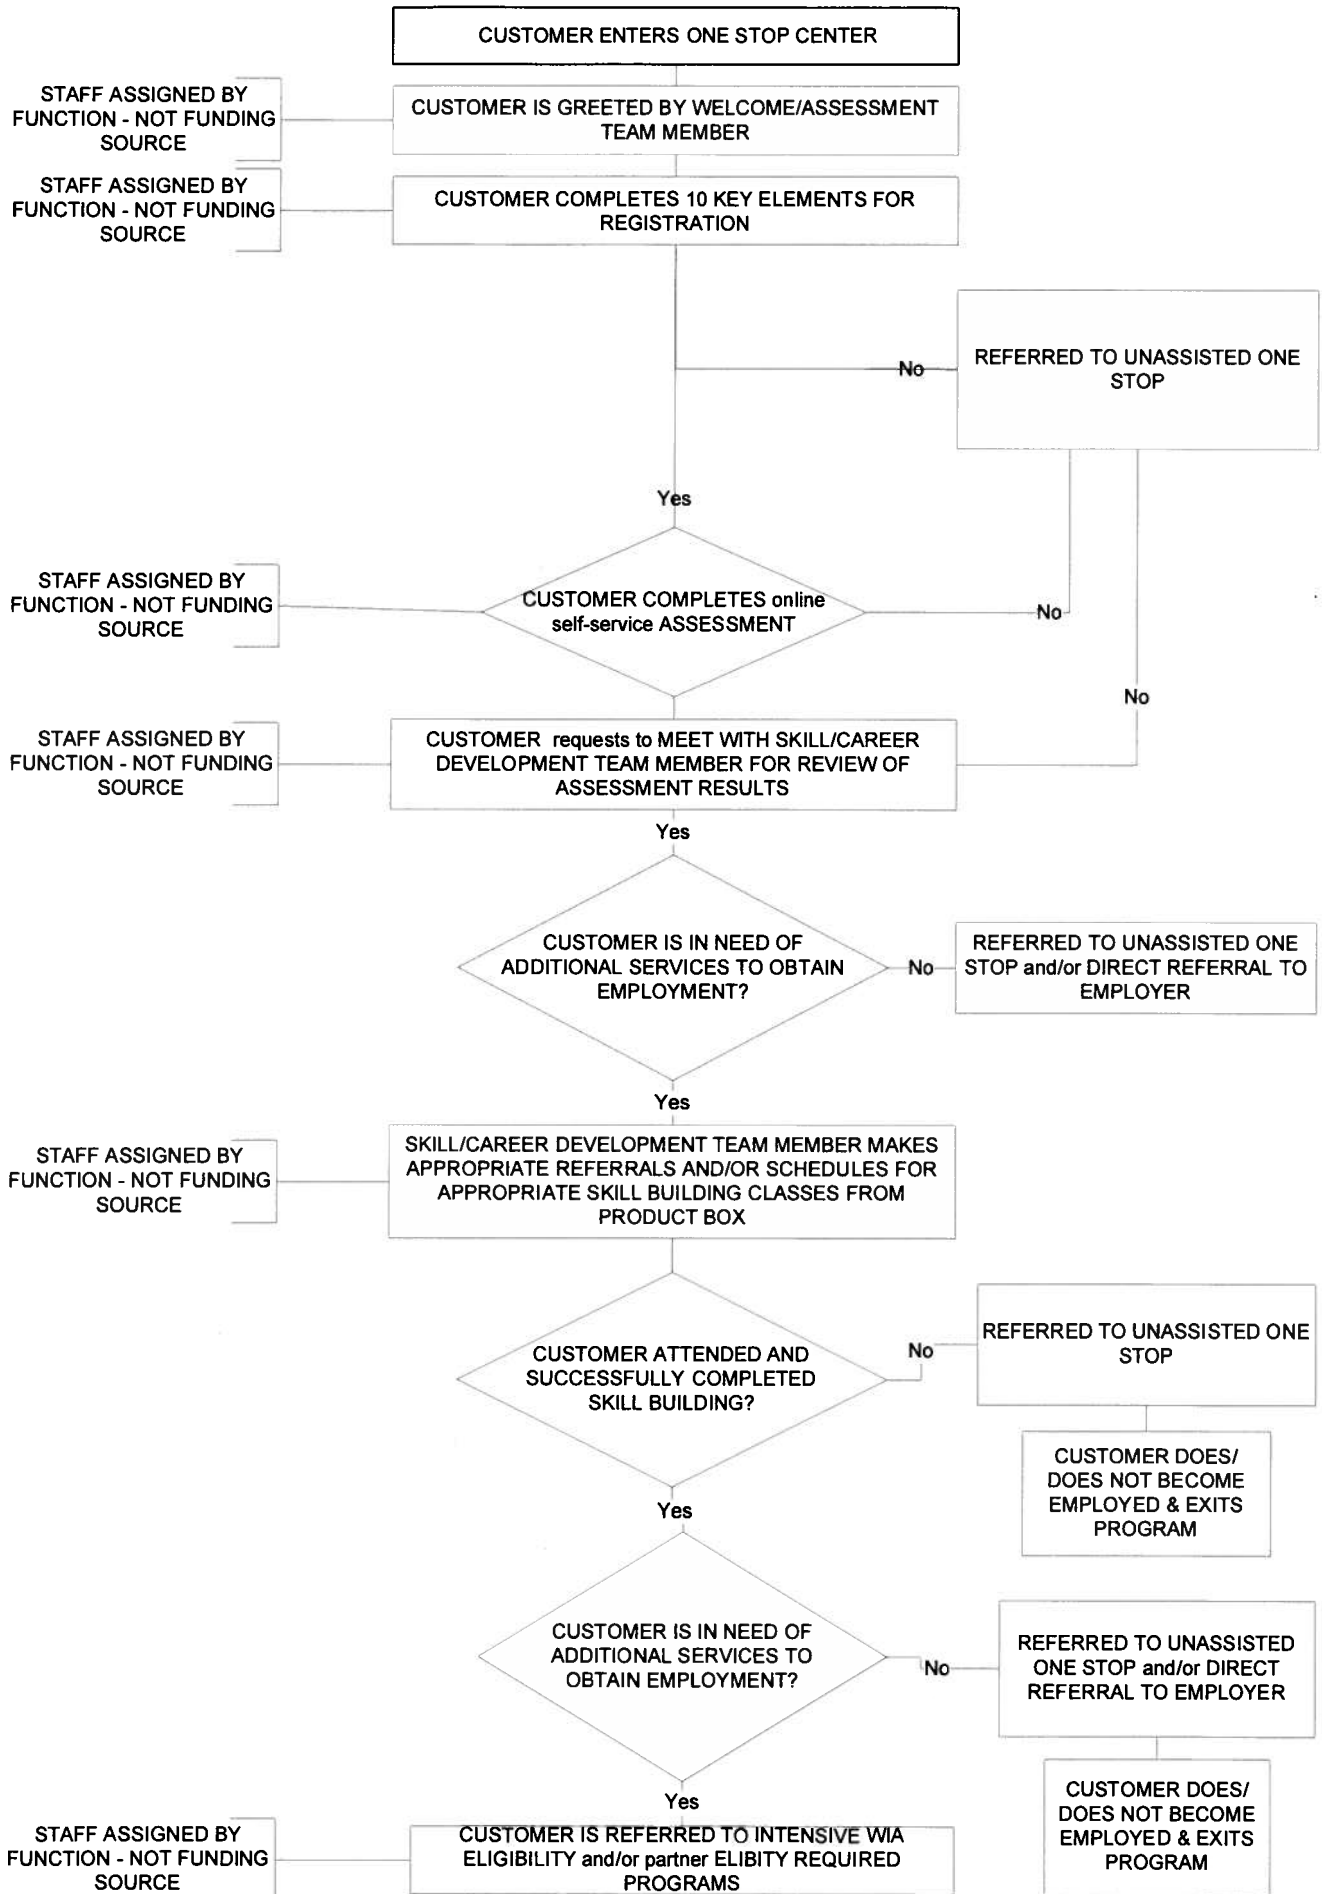 CUSTOMER ENTERS ONE STOP CENTER
STAFF ASSIGNED BY
FUNCTION - NOT FUNDING
SOURCE
CUSTOMER IS GREETED BY WELCOME/ASSESSMENT
TEAM MEMBER
STAFF ASSIGNED BY
FUNCTION - NOT FUNDING
SOURCE
CUSTOMER COMPLETES 10 KEY ELEMENTS FOR
REGISTRATION
No
REFERRED TO UNASSISTED ONE
STOP
Yes
STAFF ASSIGNED BY
FUNCTION - NOT FUNDING
SOURCE
CUSTOMER COMPLETES online
self-service ASSESSMENT
No
No
STAFF ASSIGNED BY
FUNCTION - NOT FUNDING
SOURCE
CUSTOMER requests to MEET WITH SKILL/CAREER
DEVELOPMENT TEAM MEMBER FOR REVIEW OF
ASSESSMENT RESULTS
Yes
CUSTOMER IS IN NEED OF
ADDITIONAL SERVICES TO OBTAIN
EMPLOYMENT?
No
REFERRED TO UNASSISTED ONE
STOP and/or DIRECT REFERRAL TO
EMPLOYER
Yes
STAFF ASSIGNED BY
FUNCTION - NOT FUNDING
SOURCE
SKILL/CAREER DEVELOPMENT TEAM MEMBER MAKES
APPROPRIATE REFERRALS AND/OR SCHEDULES FOR
APPROPRIATE SKILL BUILDING CLASSES FROM
PRODUCT BOX
CUSTOMER ATTENDED AND
SUCCESSFULLY COMPLETED
SKILL BUILDING?
No
REFERRED TO UNASSISTED ONE
STOP
CUSTOMER DOES/
DOES NOT BECOME
EMPLOYED & EXITS
PROGRAM
Yes
CUSTOMER IS IN NEED OF
ADDITIONAL SERVICES TO
OBTAIN EMPLOYMENT?
No
REFERRED TO UNASSISTED
ONE STOP and/or DIRECT
REFERRAL TO EMPLOYER
CUSTOMER DOES/
DOES NOT BECOME
EMPLOYED & EXITS
PROGRAM
Yes
STAFF ASSIGNED BY
FUNCTION - NOT FUNDING
SOURCE
CUSTOMER IS REFERRED TO INTENSIVE WIA
ELIGIBILITY and/or partner ELIBITY REQUIRED
PROGRAMS